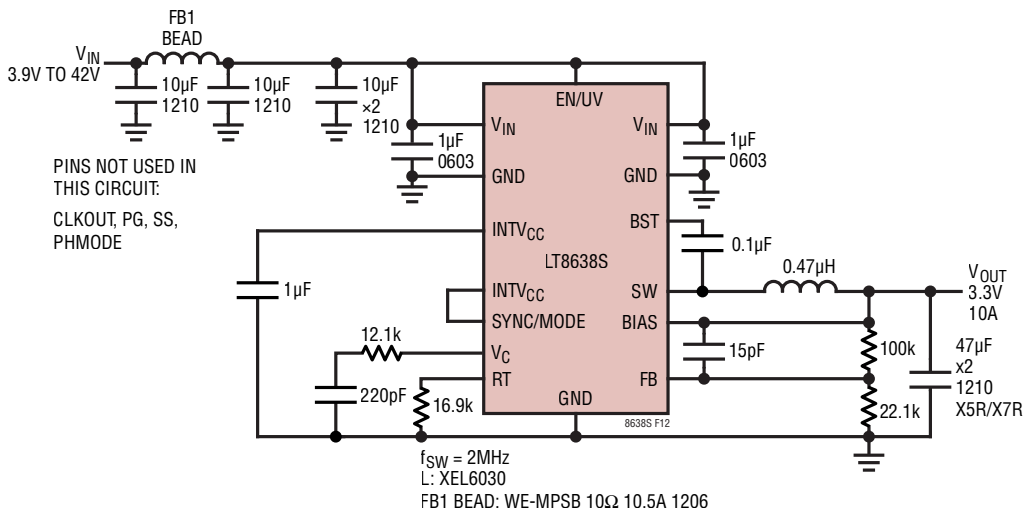 FB1
BEAD
VIN
3.9V TO 42V
10µF
1210
10µF
1210
10µF
×2
1210
1µF
0603
1µF
0603
PINS NOT USED IN
THIS CIRCUIT:
CLKOUT, PG, SS,
PHMODE
EN/UV
VIN
VIN
GND
GND
INTVCC
BST
0.1µF
LT8638S
1µF
INTVCC
SW
0.47µH
VOUT
3.3V
10A
SYNC/MODE
BIAS
12.1k
VC
15pF
100k
47µF
x2
1210
X5R/X7R
220pF
RT
FB
16.9k
GND
22.1k
8638S F12
fSW = 2MHz
L: XEL6030
FB1 BEAD: WE-MPSB 10Ω 10.5A 1206